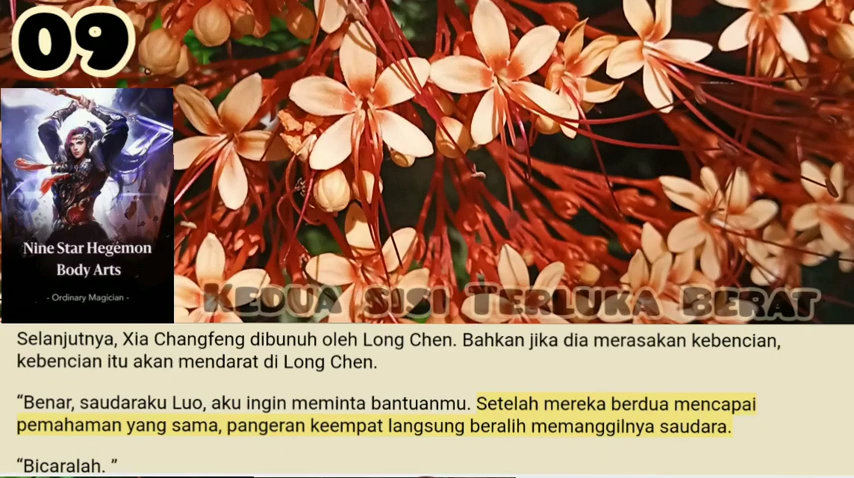 09
Nine Star Hegemon
Body Arts
- Ordinary Magician -
Kedua sisi Terluka Berat
Selanjutnya, Xia Changfeng dibunuh oleh Long Chen. Bahkan jika dia merasakan kebencian,
kebencian itu akan mendarat di Long Chen.
“Benar, saudaraku Luo, aku ingin meminta bantuanmu. Setelah mereka berdua mencapai
pemahaman yang sama, pangeran keempat langsung beralih memanggilnya saudara.
“Bicaralah. ”